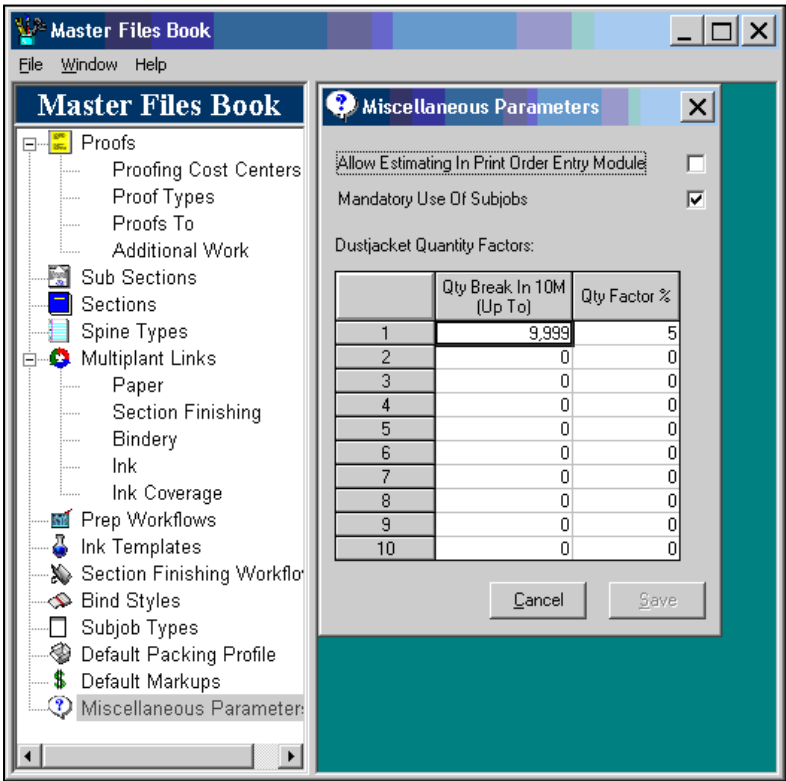 Master Files Book
File Window Help
Master Files Book
Proofs
Proofing Cost Centers
Proof Types
Proofs To
Additional Work
Sub Sections
Sections
Spine Types
Multiplant Links
Paper
Section Finishing
Bindery
Ink
Ink Coverage
Prep Workflows
Ink Templates
Section Finishing Workflo
Bind Styles
Subjob Types
Default Packing Profile
Default Markups
Miscellaneous Parameter
Miscellaneous Parameters
Allow Estimating In Print Order Entry Module
Mandatory Use Of Subjobs
Dustjacket Quantity Factors:
Qty Break In 10M
(Up To)
Qty Factor %
1 9,999 5
2 0 0
3 0 0
4 0 0
5 0 0
6 0 0
7 0 0
8 0 0
9 0 0
10 0 0
Cancel Save